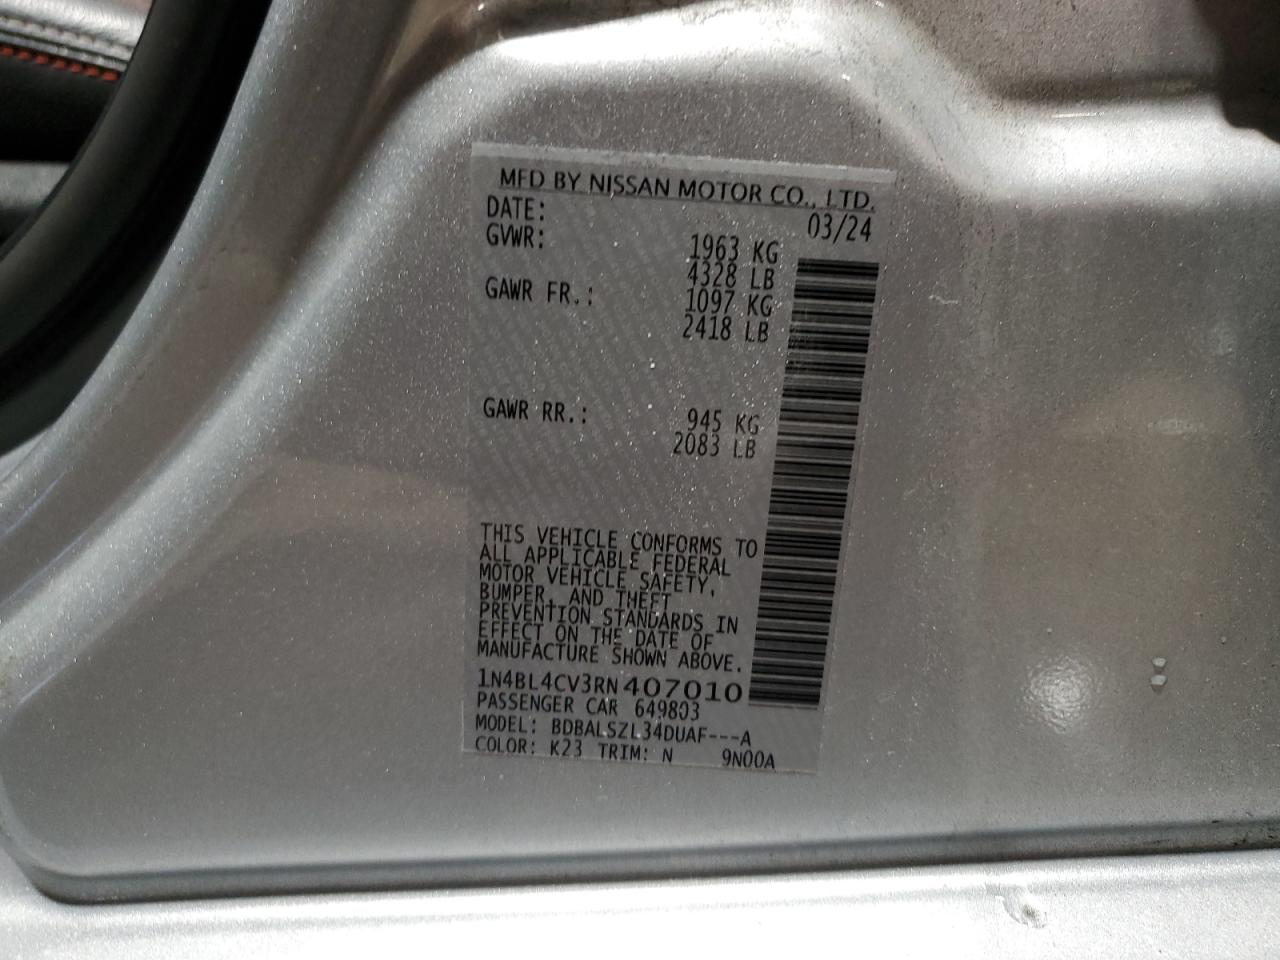 MFD BY NISSAN MOTOR CO., LTD.
DATE: 03/24
GVWR: 1963 KG
4328 LB
GAWR FR.: 1097 KG
2418 LB
GAWR RR.: 945 KG
2083 LB
THIS VEHICLE CONFORMS TO
ALL APPLICABLE FEDERAL
MOTOR VEHICLE SAFETY,
BUMPER, AND THEFT
PREVENTION STANDARDS IN
EFFECT ON THE DATE OF
MANUFACTURE SHOWN ABOVE.
1N4BL4CV3RN407010
PASSENGER CAR 649803
MODEL: BDBALSZL34DUAF---A
COLOR: K23 TRIM: N 9N00A